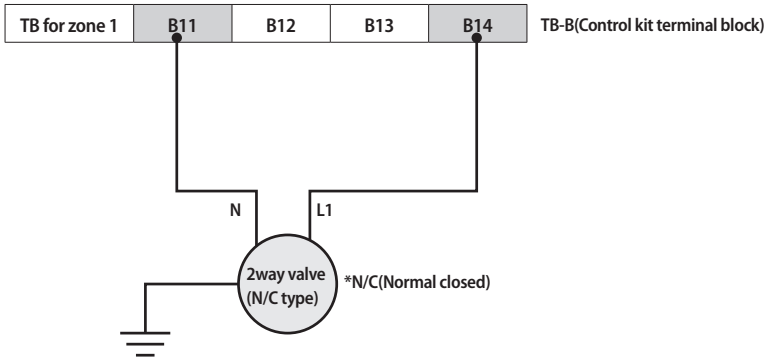 TB for zone 1 B11 B12 B13 B14 TB-B(Control kit terminal block)
N L1
2way valve
(N/C type)
*N/C(Normal closed)